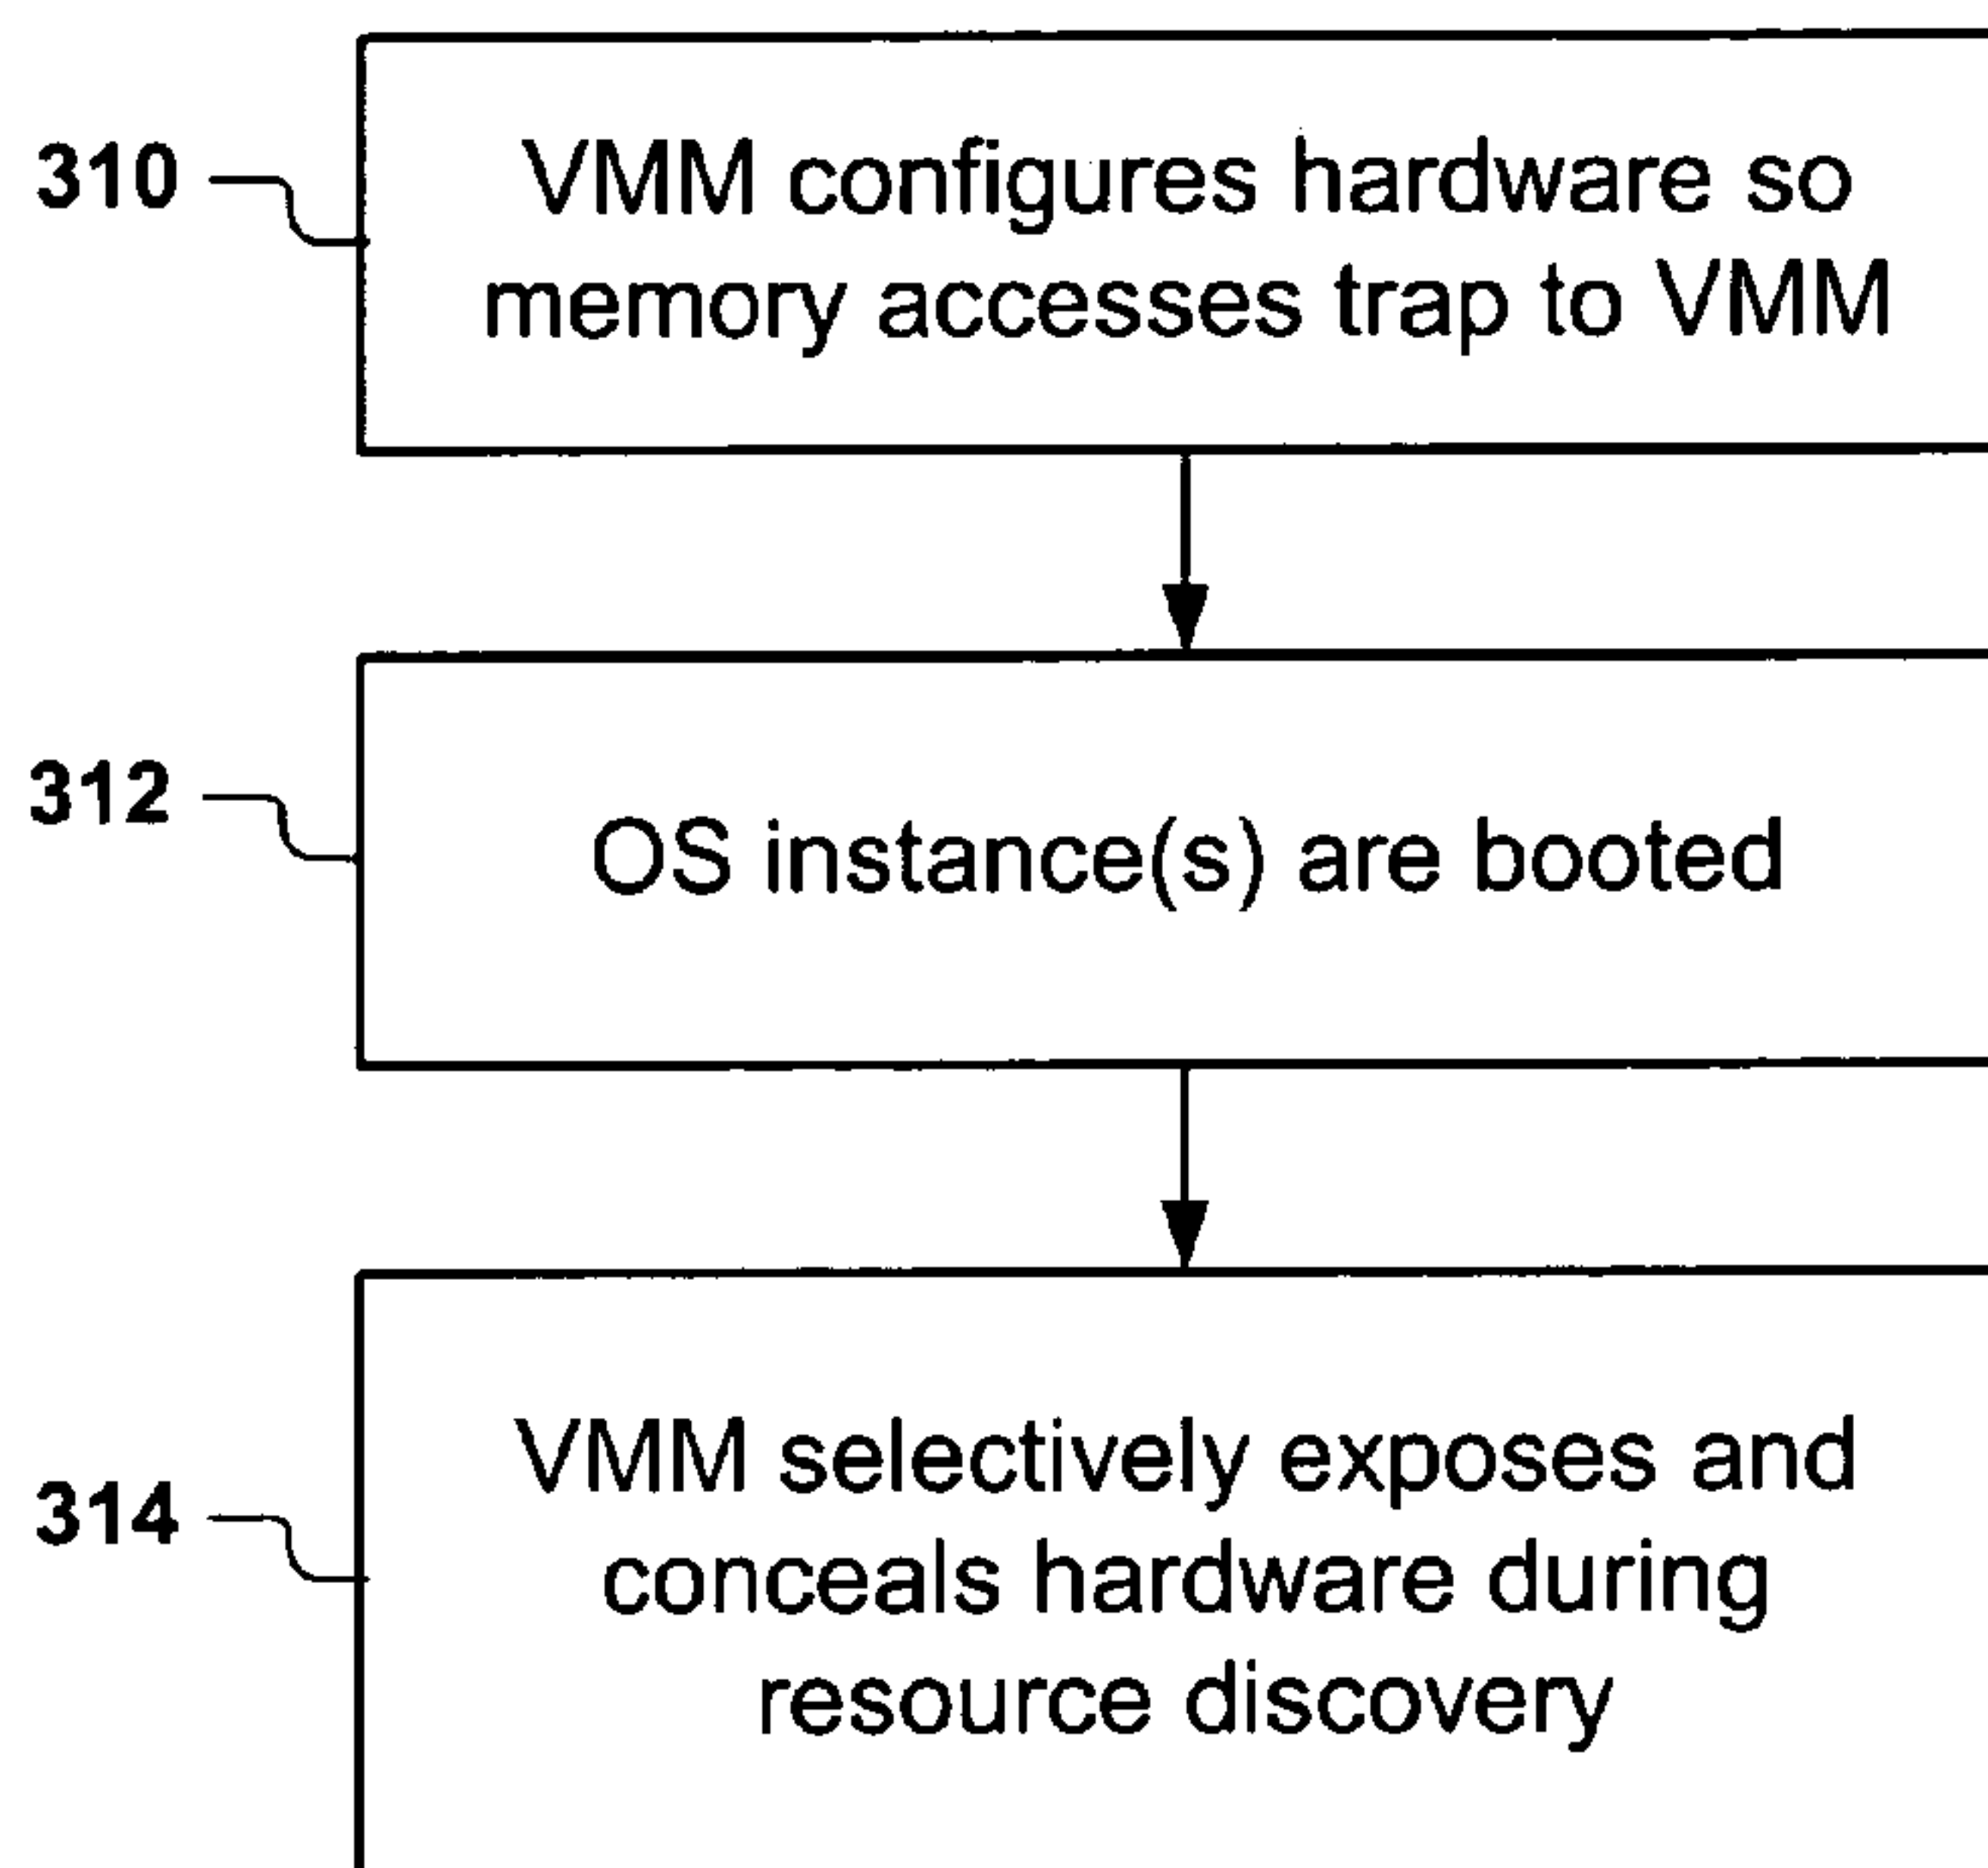 310
VMM configures hardware so
memory accesses trap to VMM
312
OS instance(s) are booted
314
VMM selectively exposes and
conceals hardware during
resource discovery